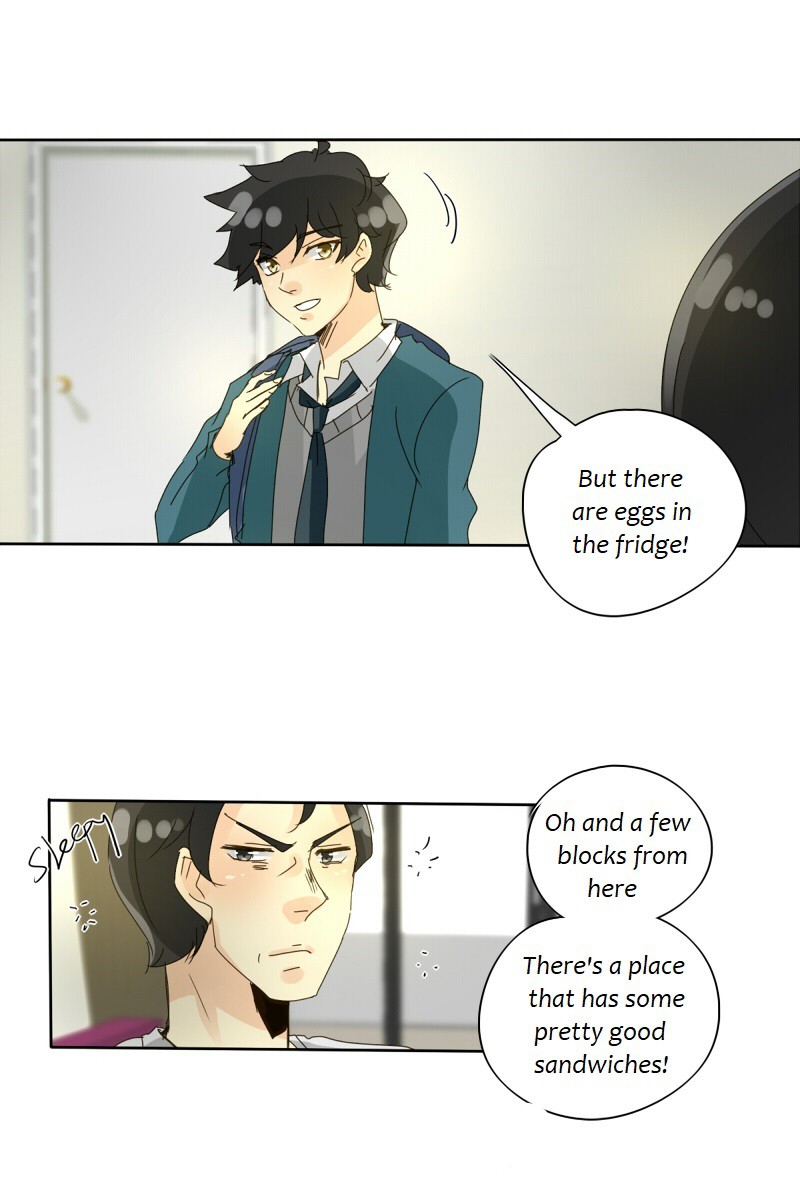 But there
are eggs in
the fridge!
Sleepy
Oh and a few
blocks from
here
There's a place
that has some
pretty good
sandwiches!